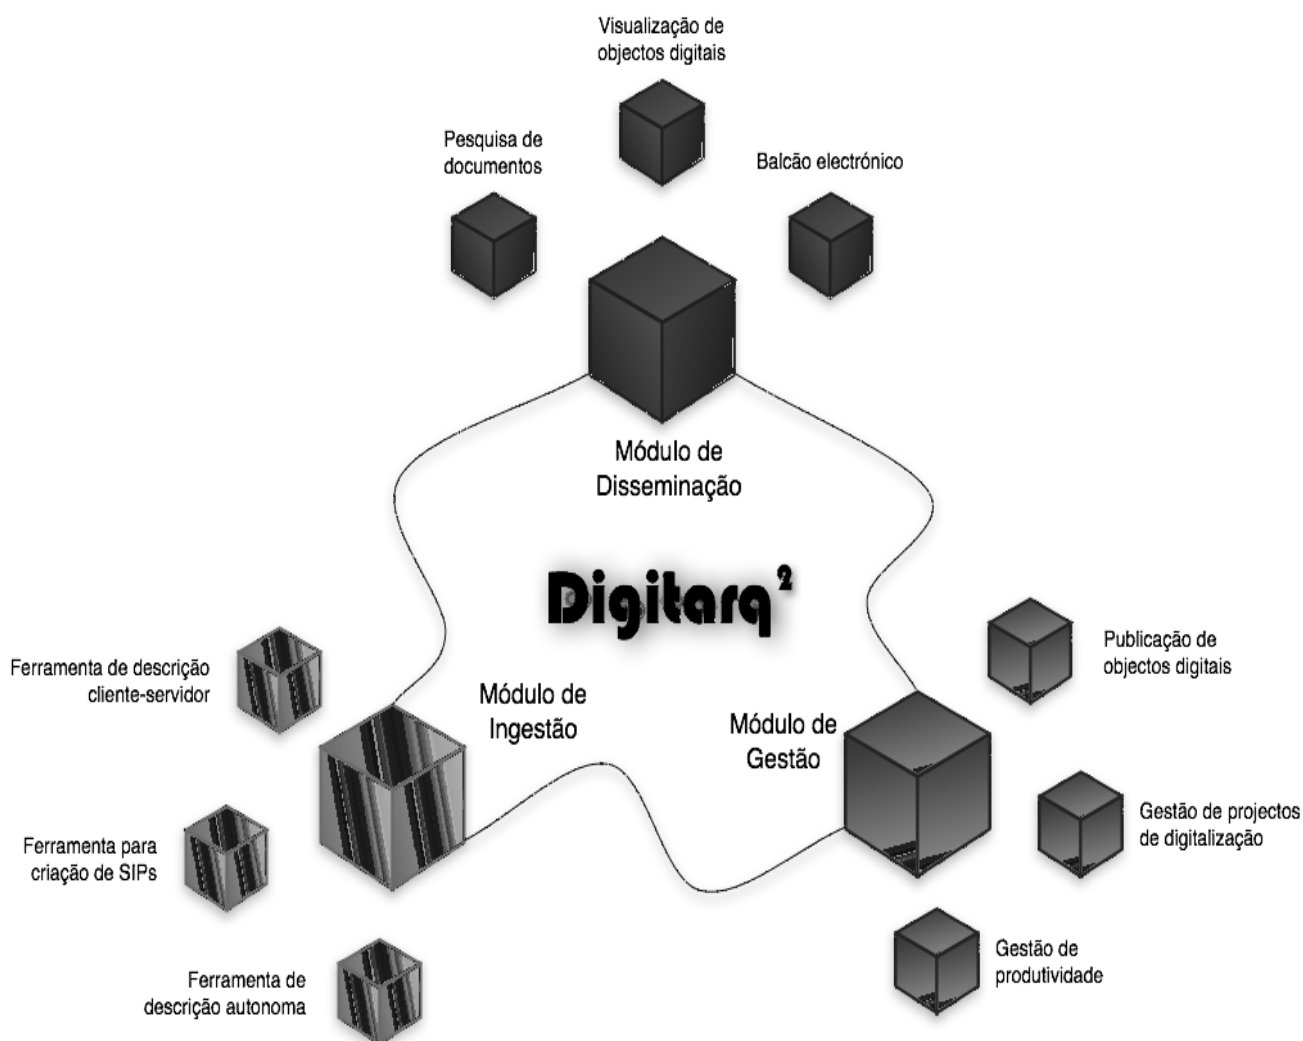 Visualização de
objectos digitais
Pesquisa de
documentos
Balcão electrónico
Módulo de
Disseminação
Digitarq²
Publicação de
objectos digitais
Ferramenta de descrição
cliente-servidor
Módulo de
Ingestão
Módulo de
Gestão
Gestão de projectos
de digitalização
Ferramenta para
criação de SIPs
Gestão de
produtividade
Ferramenta de
descrição autonoma